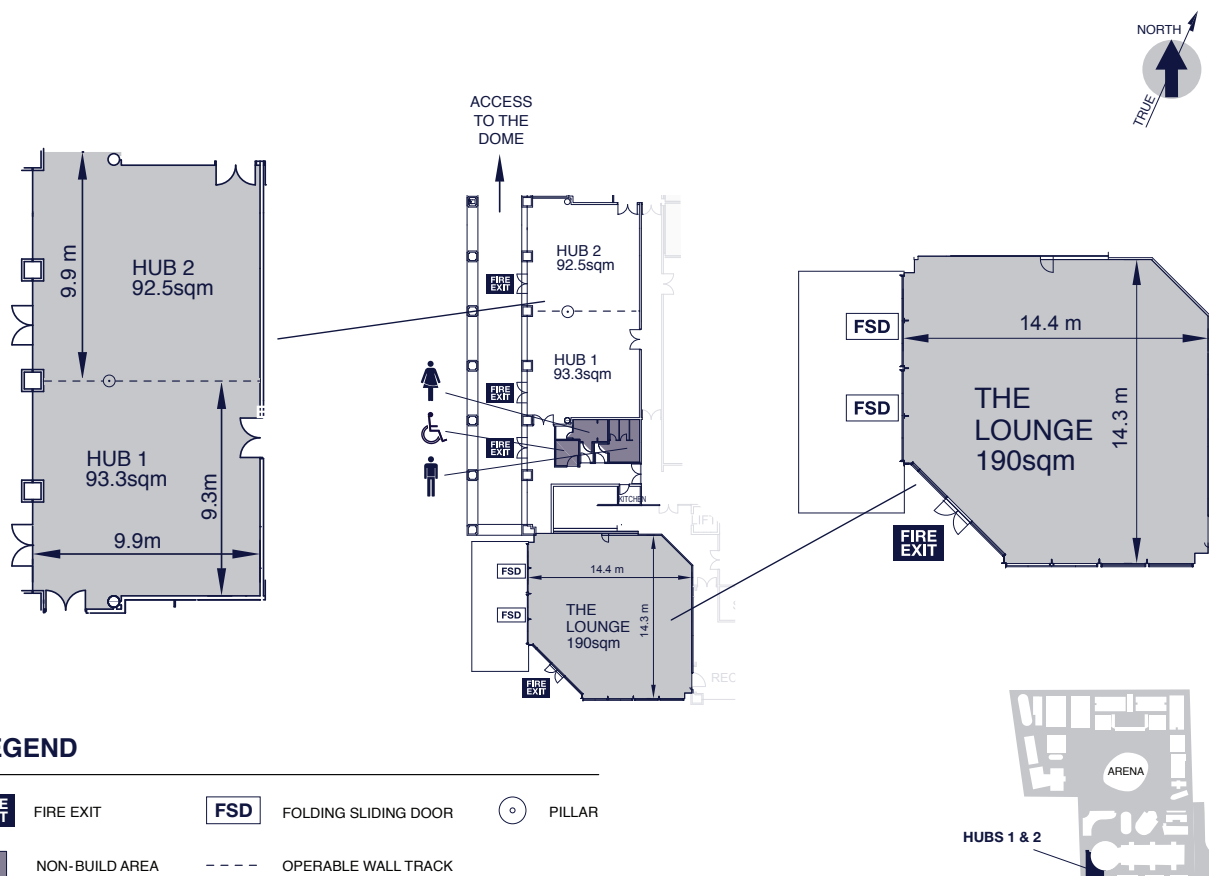 NORTH
TRUE
ACCESS
TO THE
DOME
9.9 m
HUB 2
92.5sqm
HUB 1
93.3sqm
9.3m
9.9m
HUB 2
92.5sqm
FIRE
EXIT
HUB 1
93.3sqm
FIRE
EXIT
FIRE
EXIT
KITCHEN
FSD
14.4 m
FSD
THE
LOUNGE
190sqm
14.3 m
FIRE
EXIT
REC
FSD
14.4 m
FSD
THE
LOUNGE
190sqm
14.3 m
FIRE
EXIT
EGEND
FIRE EXIT
FSD FOLDING SLIDING DOOR
PILLAR
NON-BUILD AREA
OPERABLE WALL TRACK
ARENA
HUBS 1 & 2